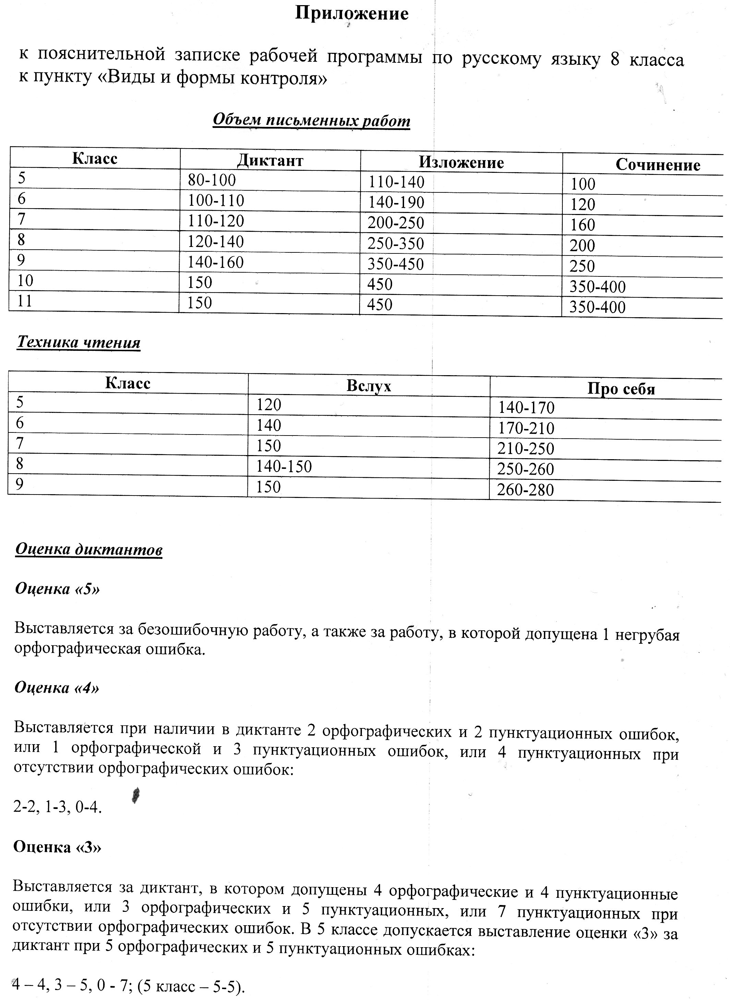 Приложение
к пояснительной записке рабочей программы по русскому языку 8 класса
к пункту «Виды и формы контроля»
Объем письменных работ
Класс Диктант Изложение Сочинение
5 80-100 110-140 100
6 100-110 140-190 120
7 110-120 200-250 160
8 120-140 250-350 200
9 140-160 350-450 250
10 150 450 350-400
11 150 450 350-400
Техника чтения
Класс Вслух Про себя
5 120 140-170
6 140 170-210
7 150 210-250
8 140-150 250-260
9 150 260-280
Оценка диктантов
Оценка «5»
Выставляется за безошибочную работу, а также за работу, в которой допущена 1 негрубая
орфографическая ошибка.
Оценка «4»
Выставляется при наличии в диктанте 2 орфографических и 2 пунктуационных ошибок,
или 1 орфографической и 3 пунктуационных ошибок, или 4 пунктуационных при
отсутствии орфографических ошибок:
2-2, 1-3, 0-4.
Оценка «3»
Выставляется за диктант, в котором допущены 4 орфографические и 4 пунктуационные
ошибки, или 3 орфографических и 5 пунктуационных, или 7 пунктуационных при
отсутствии орфографических ошибок. В 5 классе допускается выставление оценки «3» за
диктант при 5 орфографических и 5 пунктуационных ошибках:
4 – 4, 3 – 5, 0 - 7; (5 класс – 5-5).